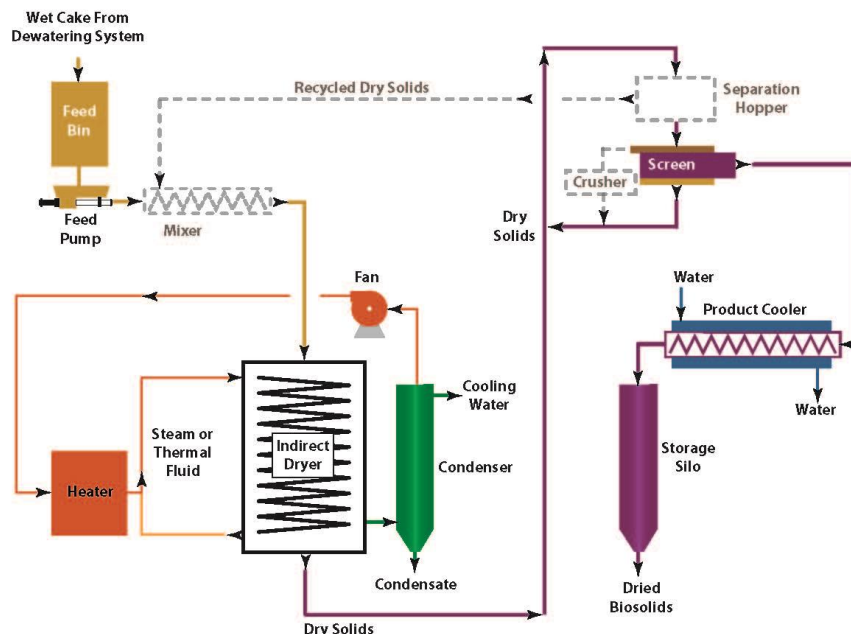 Wet Cake From
Dewatering System
Feed
Bin
Feed
Pump
Mixer
Recycled Dry Solids
Separation
Hopper
Screen
Crusher
Dry
Solids
Fan
Water
Product Cooler
Water
Steam or
Thermal
Fluid
Heater
Indirect
Dryer
Cooling
Water
Condenser
Condensate
Storage
Silo
Dried
Biosolids
Dry Solids